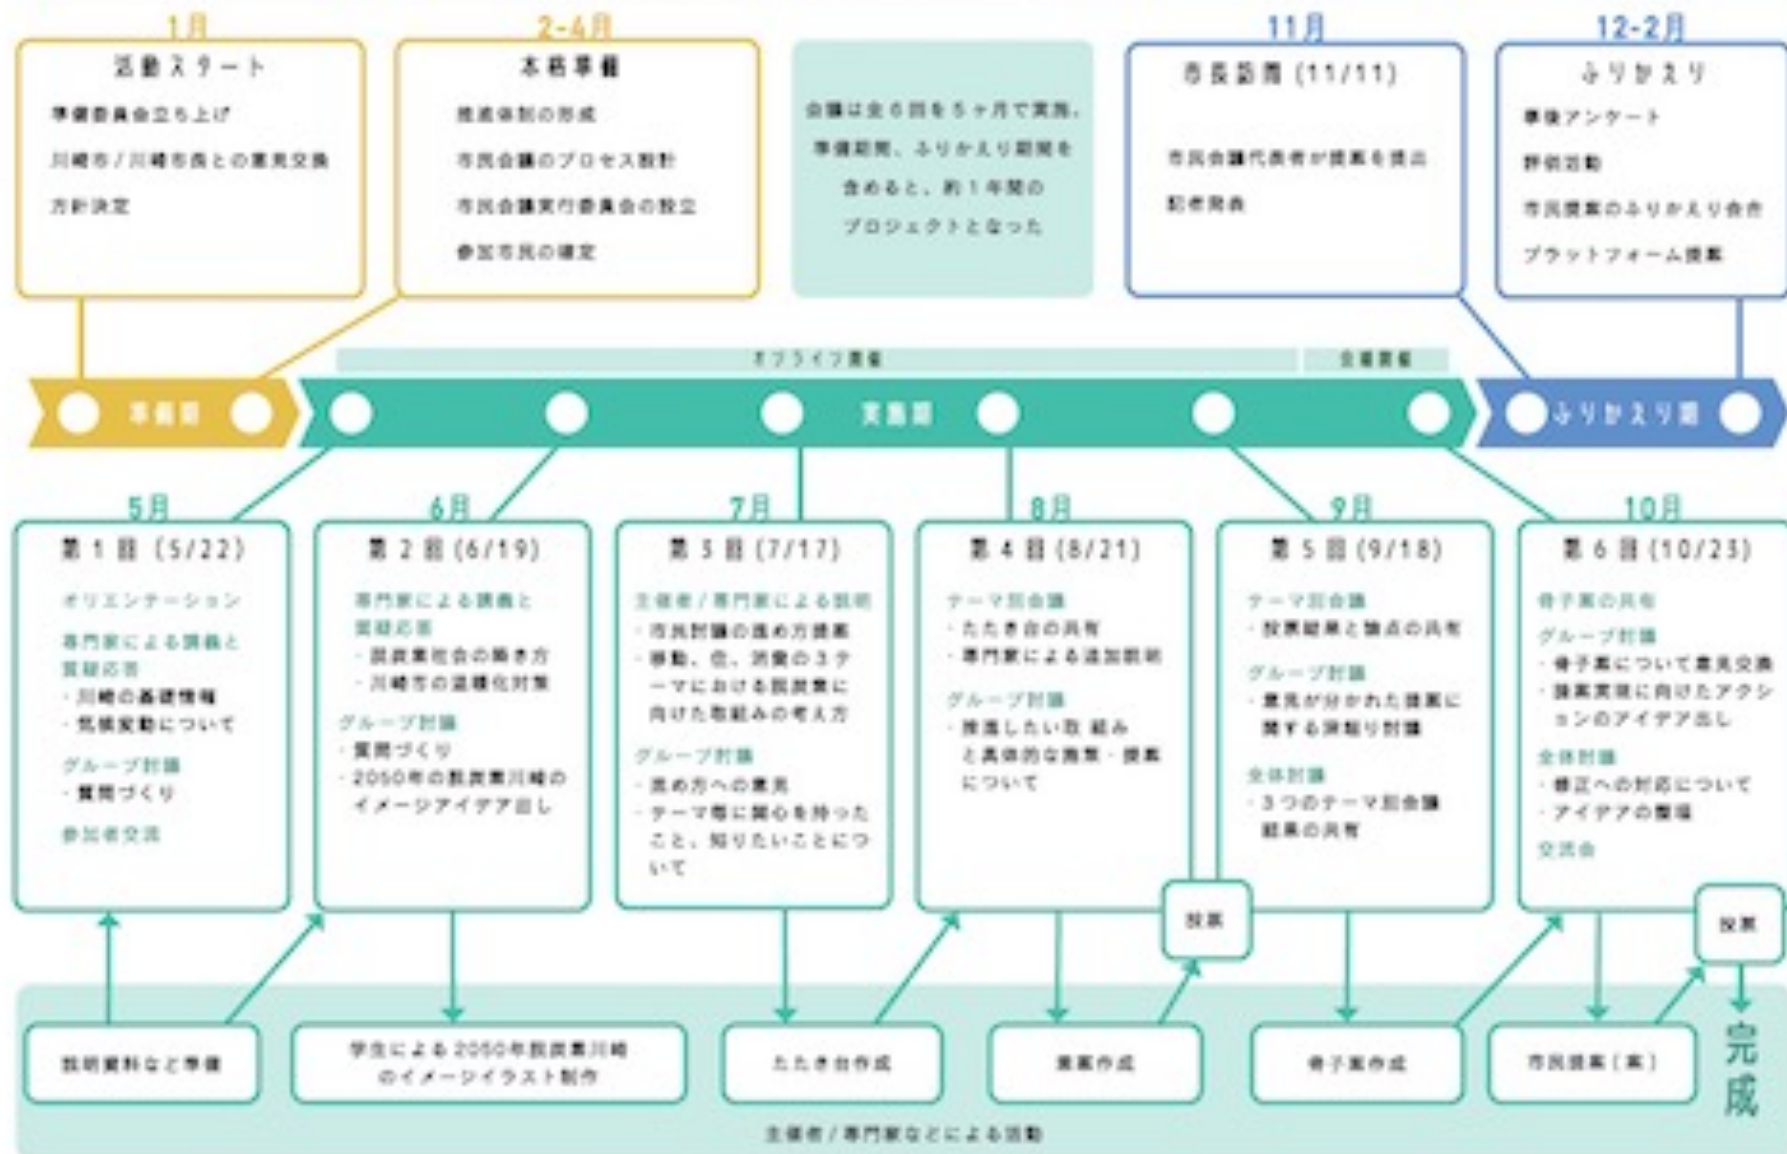 1月
活動スタート
準備委員会立ち上げ
川崎市/川崎市長との意見交換
方針決定
2-4月
本格準備
推進体制の形成
市民会議のプロセス設計
市民会議実行委員会の設立
参加市民の確定
会議は全6回を5ヶ月で実施。
準備期間、ふりかえり期間を
含めると、約1年間の
プロジェクトとなった
11月
市長訪問(11/11)
市民会議代表者が提案を提出
記者発表
12-2月
ふりかえり
事後アンケート
評価活動
市民提案のふりかえり会合
プラットフォーム提案
開催
会場開催
準備期
実施期
ふりかえり期
5月
第1回(5/22)
オリエンテーション
専門家による講義と
質疑応答
・川崎の基礎情報
・気候変動について
グループ討議
・質問づくり
参加者交流
6月
第2回(6/19)
専門家による講義と
質疑応答
・脱炭素社会の築き方
・川崎市の温暖化対策
グループ討議
・質問づくり
・2050年の脱炭素川崎の
イメージアイデア出し
7月
第3回(7/17)
主催者/専門家による説明
・市民討議の進め方提案
・移動、住、消費の3テ
ーマにおける脱炭素に
向けた取組みの考え方
グループ討議
・進め方への意見
・テーマ毎に関心を持った
こと、知りたいことにつ
いて
8月
第4回(8/21)
テーマ別会議
・たたき台の共有
・専門家による追加説明
グループ討議
・推進したい取 組み
と具体的な施策・提案
について
9月
第5回(9/18)
テーマ別会議
・投票結果と論点の共有
グループ討議
・意見が分かれた提案に
関する深掘り討議
全体討議
・3つのテーマ別会議
結果の共有
10月
第6回(10/23)
骨子案の共有
グループ討議
・骨子案について意見交換
・提案実現に向けたアクシ
ョンのアイデア出し
全体討議
・修正への対応について
・アイデアの整理
交流会
投票
投票
説明資料など準備
学生による2050年脱炭素川崎
のイメージイラスト制作
たたき台作成
素案作成
骨子案作成
市民提案[案]
完成
主催者/専門家などによる活動